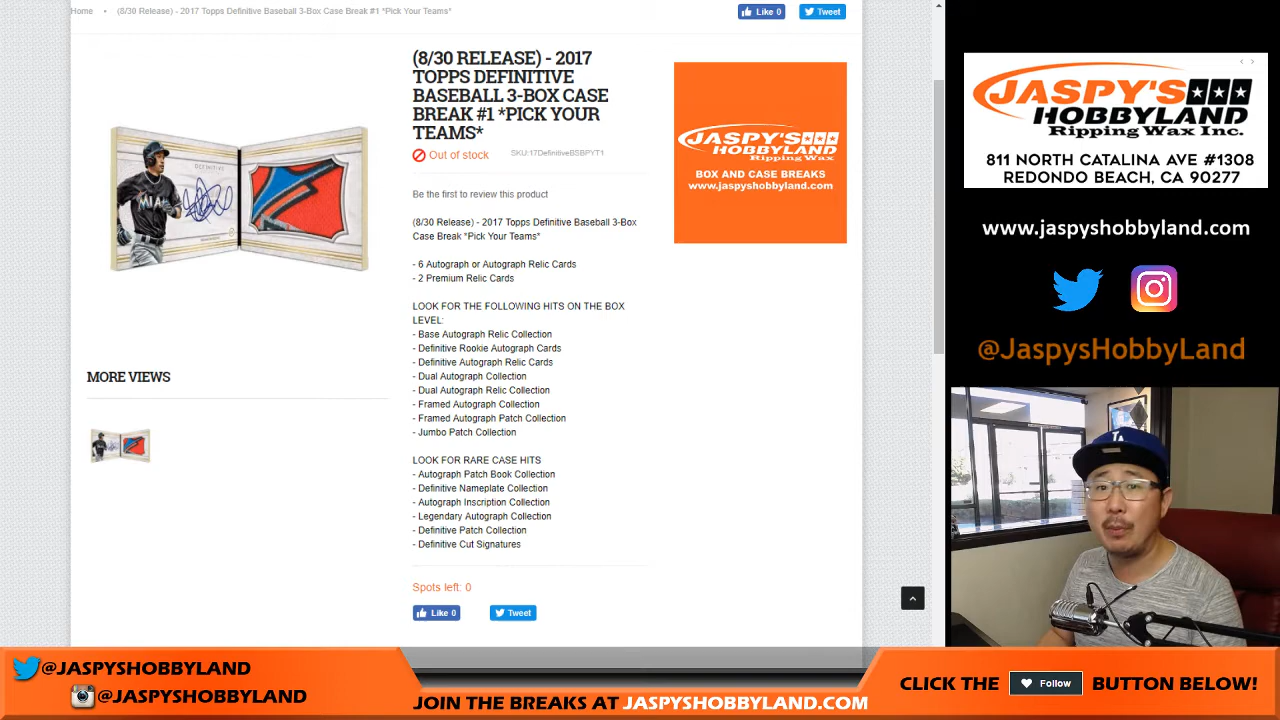 Home • (8/30 Release) - 2017 Topps Definitive Baseball 3-Box Case Break #1 *Pick Your Teams*
Like 0
Tweet
(8/30 RELEASE) - 2017
TOPPS DEFINITIVE
BASEBALL 3-BOX CASE
BREAK #1 *PICK YOUR
TEAMS*
Out of stock
SKU:17DefinitiveBSBPYT1
Be the first to review this product
(8/30 Release) - 2017 Topps Definitive Baseball 3-Box
Case Break *Pick Your Teams*
- 6 Autograph or Autograph Relic Cards
- 2 Premium Relic Cards
LOOK FOR THE FOLLOWING HITS ON THE BOX
LEVEL:
- Base Autograph Relic Collection
- Definitive Rookie Autograph Cards
- Definitive Autograph Relic Cards
- Dual Autograph Collection
- Dual Autograph Relic Collection
- Framed Autograph Collection
- Framed Autograph Patch Collection
- Jumbo Patch Collection
LOOK FOR RARE CASE HITS
- Autograph Patch Book Collection
- Definitive Nameplate Collection
- Autograph Inscription Collection
- Legendary Autograph Collection
- Definitive Patch Collection
- Definitive Cut Signatures
Spots left: 0
Like 0
Tweet
DEFINITIVE
MIAMI
MORE VIEWS
JASPY'S
HOBBYLAND
Ripping Wax
BOX AND CASE BREAKS
www.jaspyshobbyland.com
JASPY'S
HOBBYLAND
Ripping Wax Inc.
811 NORTH CATALINA AVE #1308
REDONDO BEACH, CA 90277
www.jaspyshobbyland.com
@JaspysHobbyLand
LA
@JASPYSHOBBYLAND
@JASPYSHOBBYLAND
JOIN THE BREAKS AT JASPYSHOBBYLAND.COM
CLICK THE Follow BUTTON BELOW!